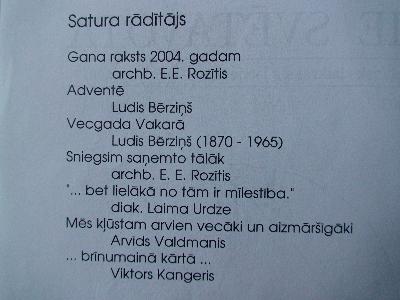 Satura rādītājs
Gana raksts 2004. gadam
archb. E.E. Rozītis
Adventē
Ludis Bērziņš
Vecgada Vakarā
Ludis Bērziņš (1870 - 1965)
Sniegsim saņemto tālāk
archb. E. E. Rozītis
"... bet lielākā no tām ir mīlestība."
diak. Laima Urdze
Mēs kļūstam arvien vecāki un aizmāršīgāki
Arvids Valdmanis
... brīnumainā kārtā ...
Viktors Kangeris